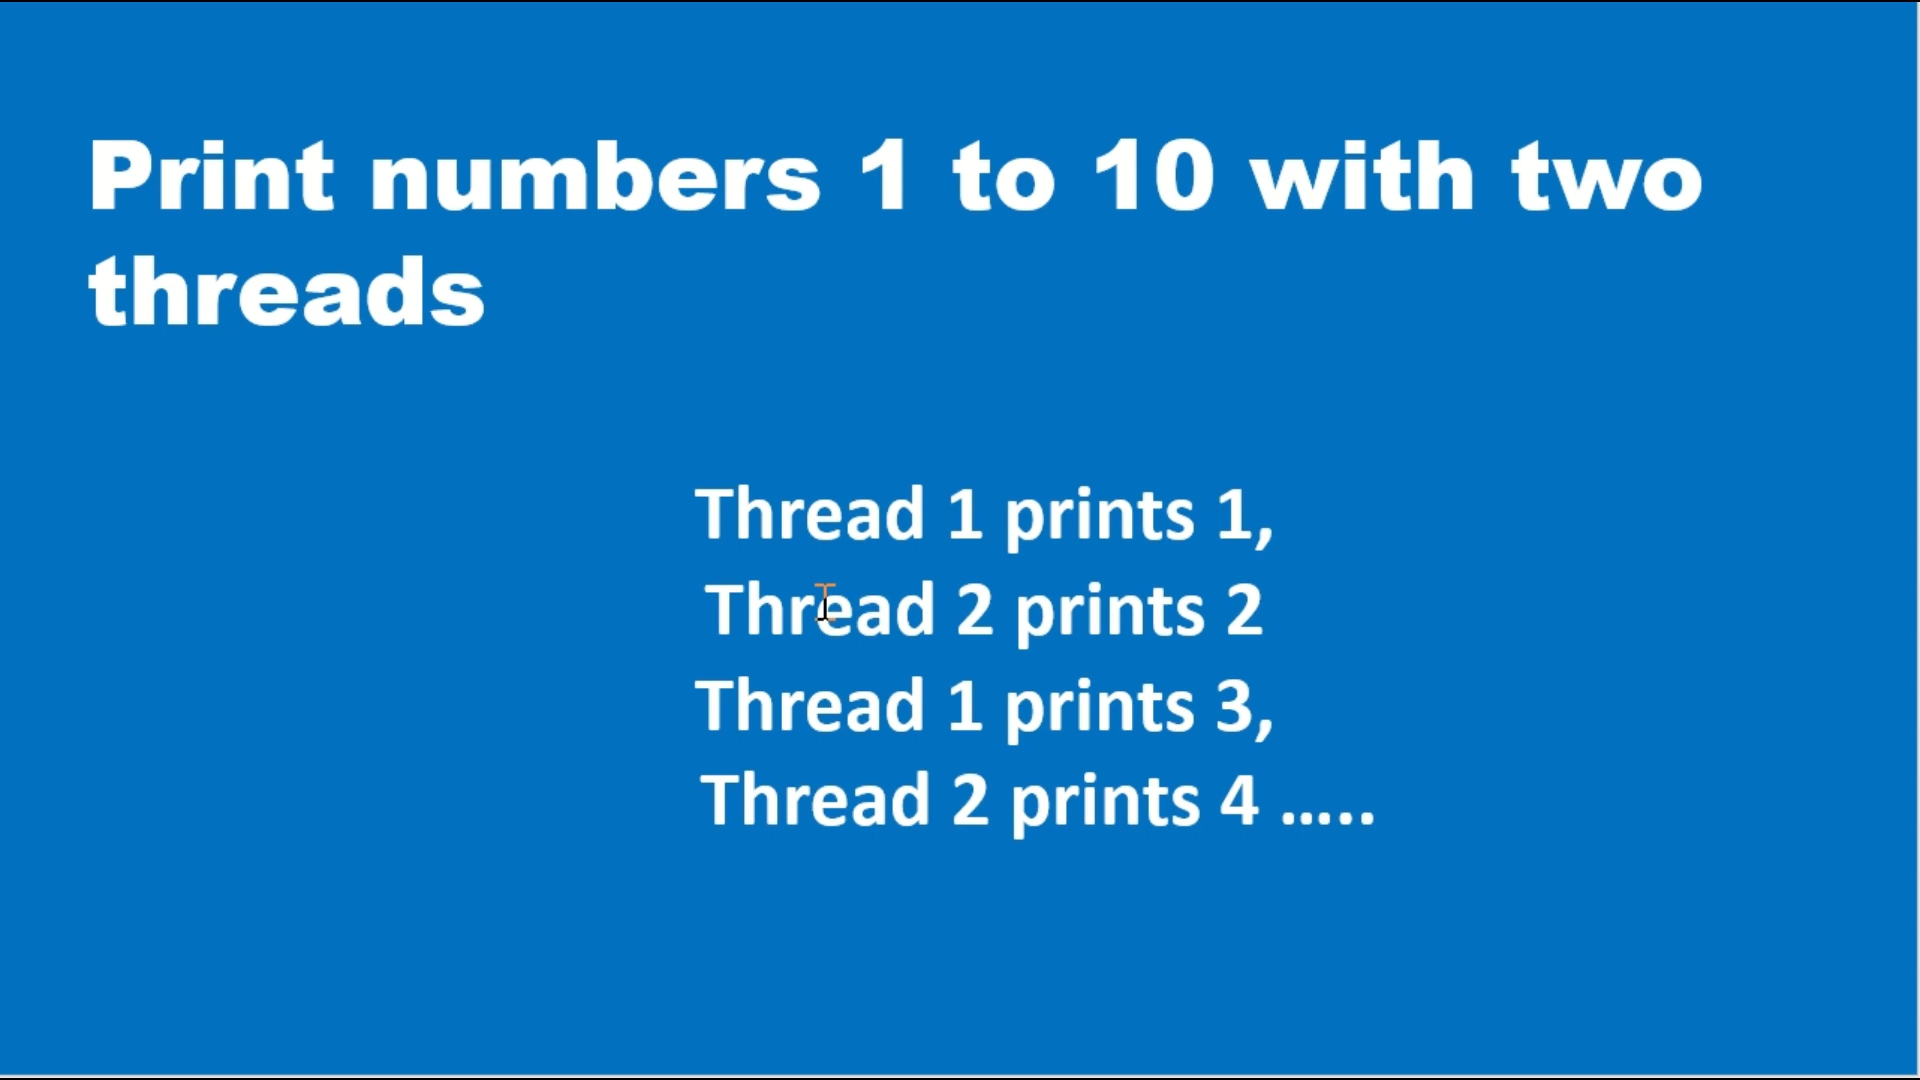 Print numbers 1 to 10 with two
threads
Thread 1 prints 1,
Thread 2 prints 2
Thread 1 prints 3,
Thread 2 prints 4 .....